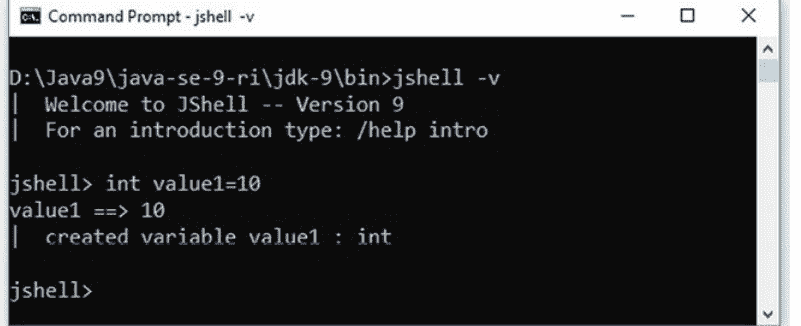 Command Prompt - jshell -v
D:\Java9\java-se-9-ri\jdk-9\bin>jshell -v
|  Welcome to JShell -- Version 9
|  For an introduction type: /help intro
jshell> int value1=10
value1 ==> 10
|  created variable value1 : int
jshell>